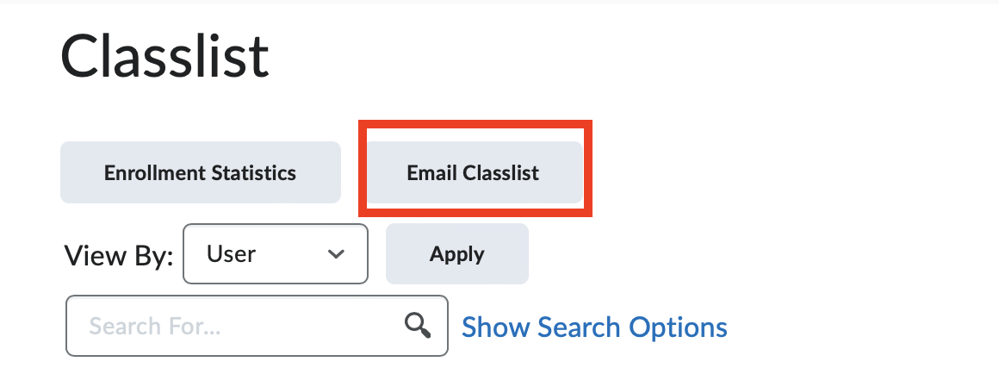 Classlist
Enrollment Statistics
Email Classlist
View By: User
Apply
Search For...
Show Search Options